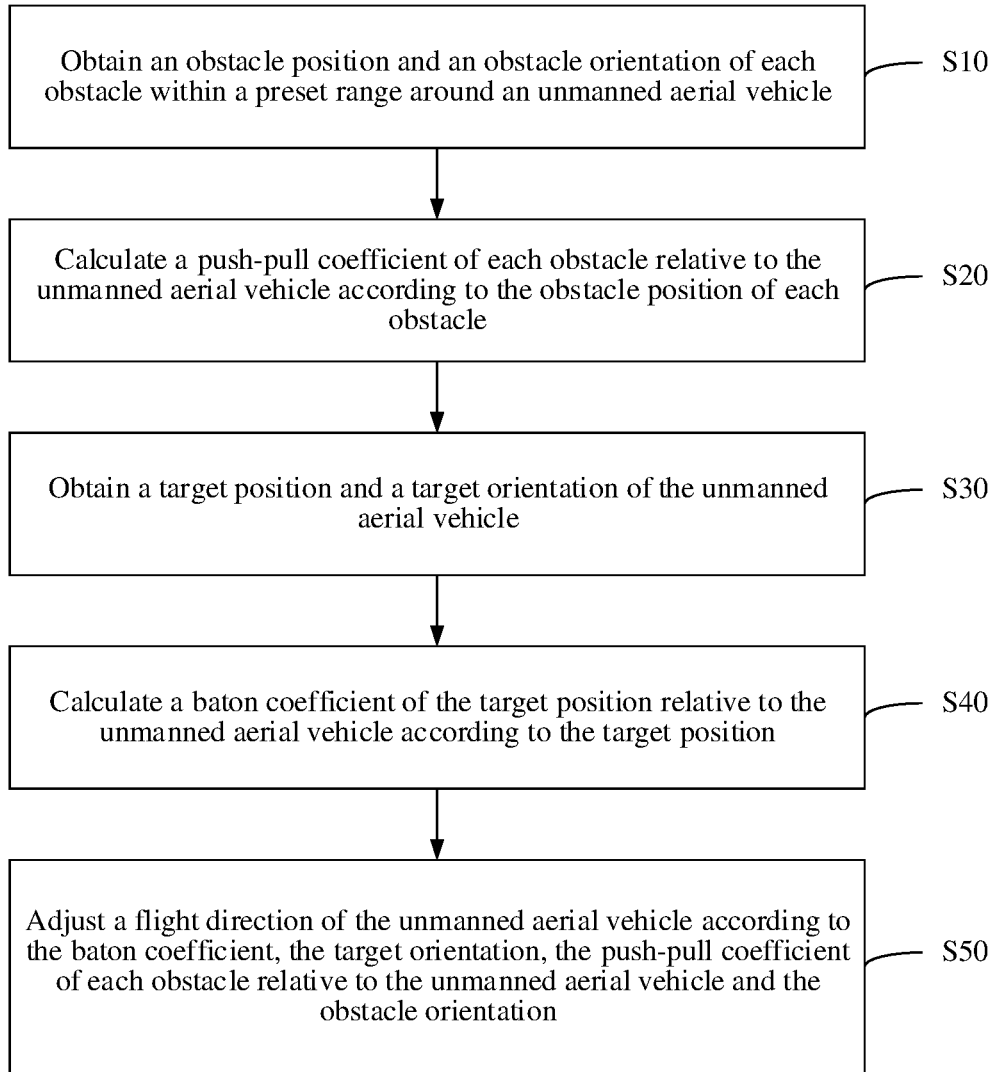 Obtain an obstacle position and an obstacle orientation of each
obstacle within a preset range around an unmanned aerial vehicle
S10
Calculate a push-pull coefficient of each obstacle relative to the
unmanned aerial vehicle according to the obstacle position of each
obstacle
S20
Obtain a target position and a target orientation of the unmanned
aerial vehicle
S30
Calculate a baton coefficient of the target position relative to the
unmanned aerial vehicle according to the target position
S40
Adjust a flight direction of the unmanned aerial vehicle according to
the baton coefficient, the target orientation, the push-pull coefficient
of each obstacle relative to the unmanned aerial vehicle and the
obstacle orientation
S50